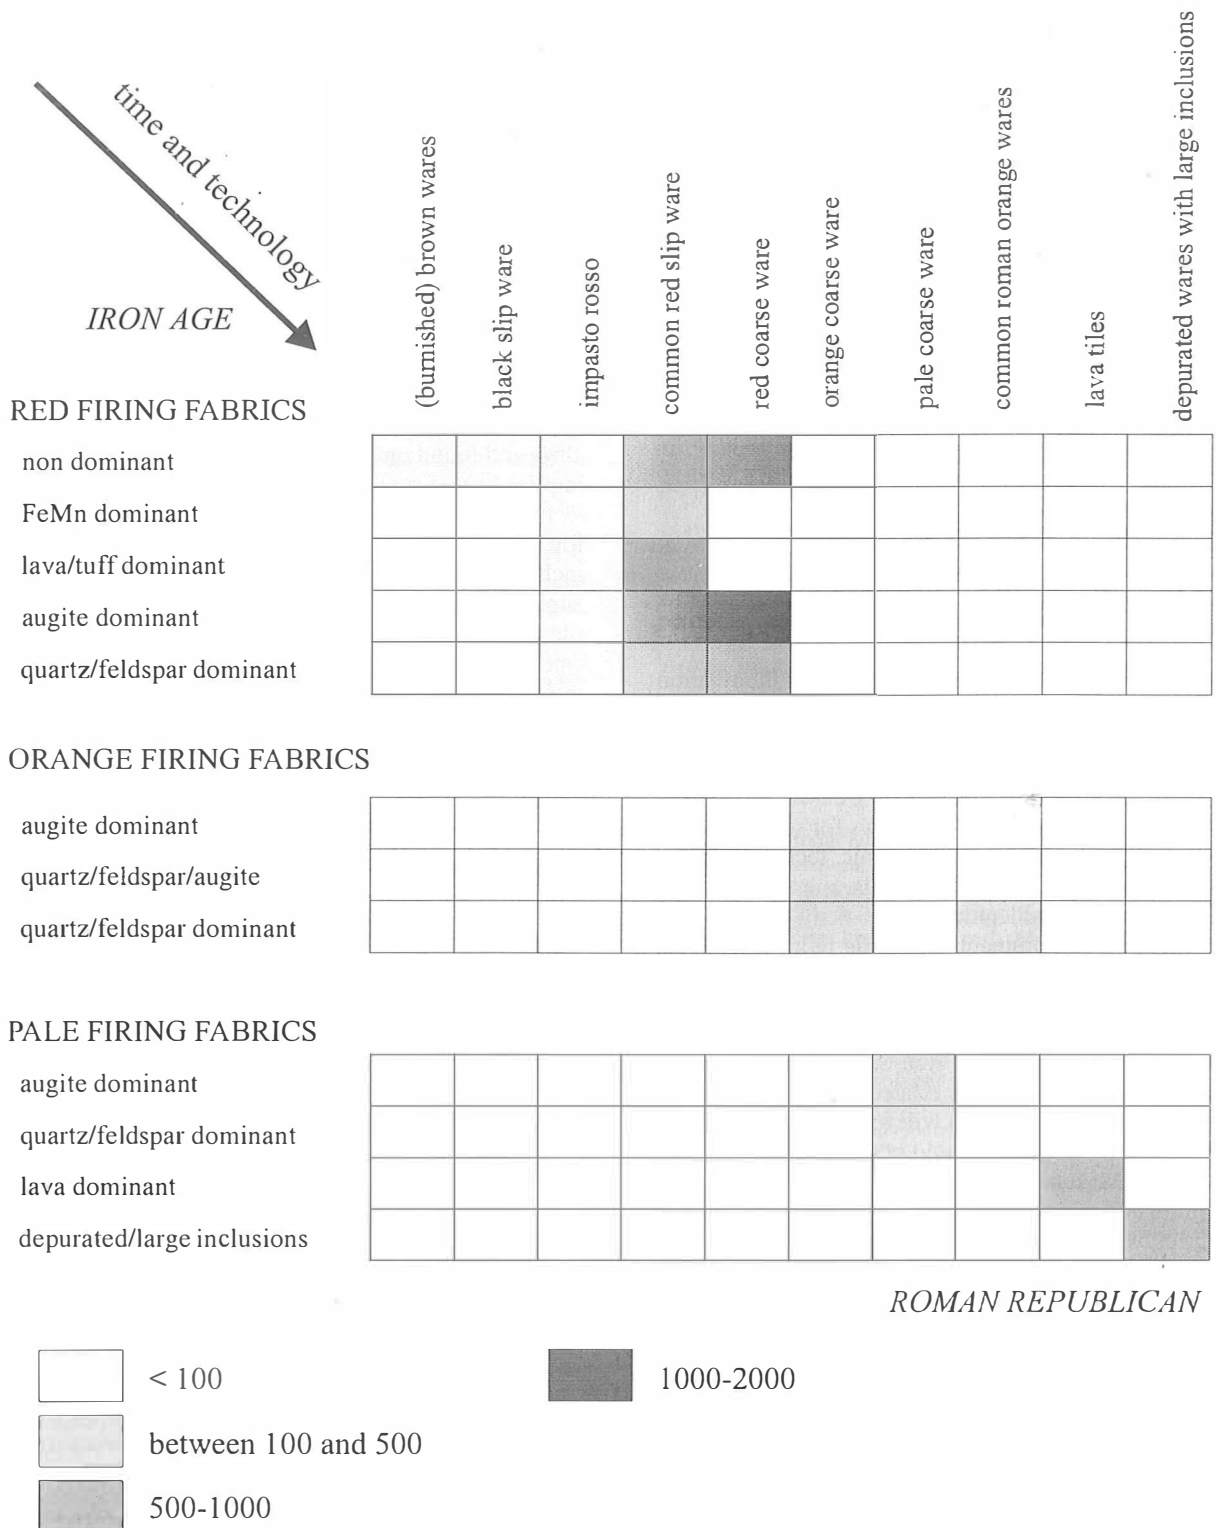 time and technology
IRON AGE
(burnished) brown wares
black slip ware
impasto rosso
common red slip ware
red coarse ware
orange coarse ware
pale coarse ware
common roman orange wares
lava tiles
depurated wares with large inclusions
RED FIRING FABRICS
non dominant
FeMn dominant
lava/tuff dominant
augite dominant
quartz/feldspar dominant
ORANGE FIRING FABRICS
augite dominant
quartz/feldspar/augite
quartz/feldspar dominant
PALE FIRING FABRICS
augite dominant
quartz/feldspar dominant
lava dominant
depurated/large inclusions
ROMAN REPUBLICAN
< 100
1000-2000
between 100 and 500
500-1000